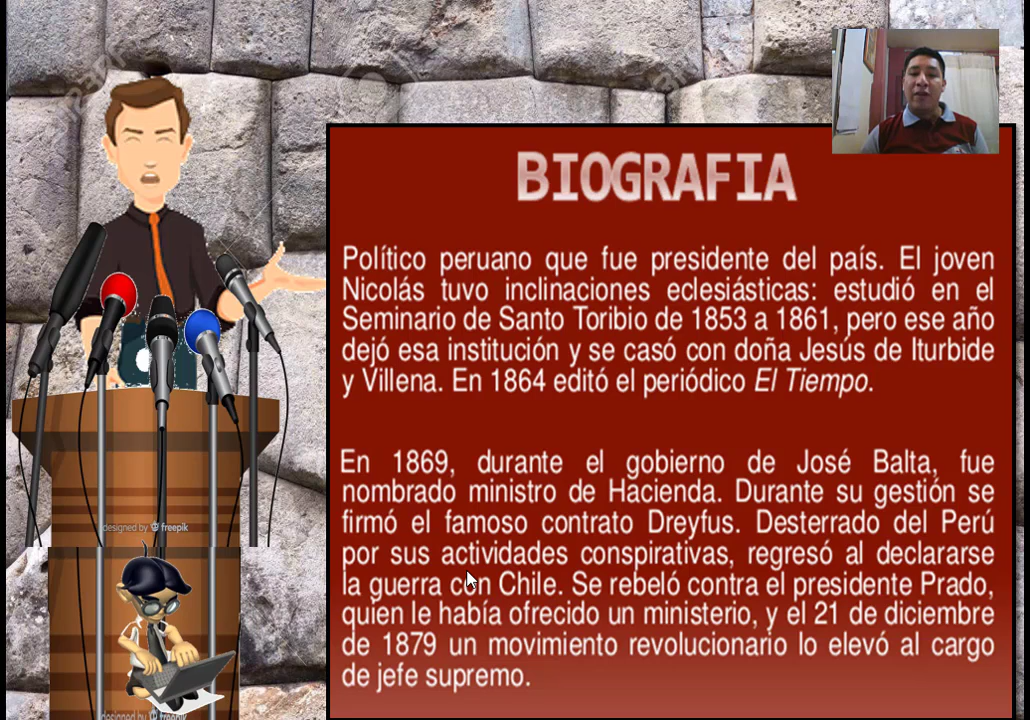 BIOGRAFIA
Político peruano que fue presidente del país. El joven
Nicolás tuvo inclinaciones eclesiásticas: estudió en el
Seminario de Santo Toribio de 1853 a 1861, pero ese año
dejó esa institución y se casó con doña Jesús de Iturbide
y Villena. En 1864 editó el periódico El Tiempo.
En 1869, durante el gobierno de José Balta, fue
nombrado ministro de Hacienda. Durante su gestión se
firmó el famoso contrato Dreyfus. Desterrado del Perú
por sus actividades conspirativas, regresó al declararse
la guerra con Chile. Se rebeló contra el presidente Prado,
quien le había ofrecido un ministerio, y el 21 de diciembre
de 1879 un movimiento revolucionario lo elevó al cargo
de jefe supremo.
designed by freepik
designed by freepik